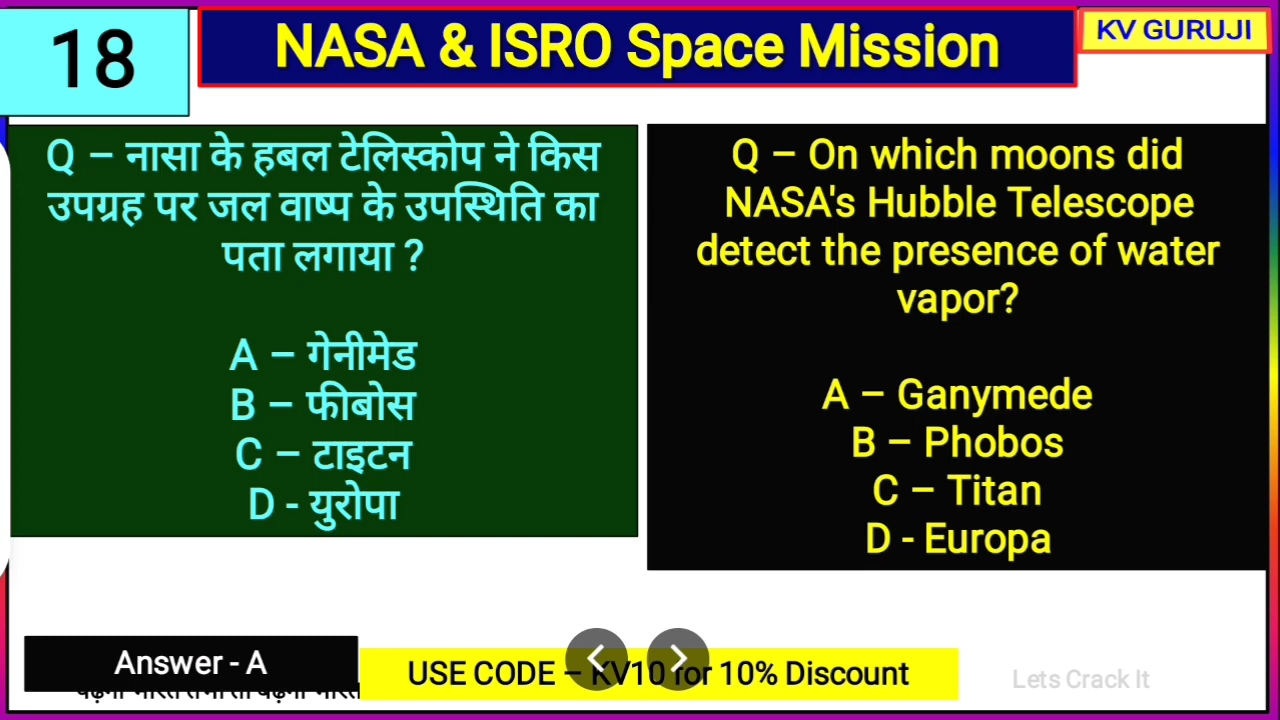 18
NASA & ISRO Space Mission
KV GURUJI
Q – नासा के हबल टेलिस्कोप ने किस
उपग्रह पर जल वाष्प के उपस्थिति का
पता लगाया ?
A – गेनीमेड
B – फीबोस
C – टाइटन
D - युरोपा
Q – On which moons did
NASA's Hubble Telescope
detect the presence of water
vapor?
A – Ganymede
B – Phobos
C – Titan
D - Europa
Answer - A
USE CODE – KV10 for 10% Discount
Lets Crack It